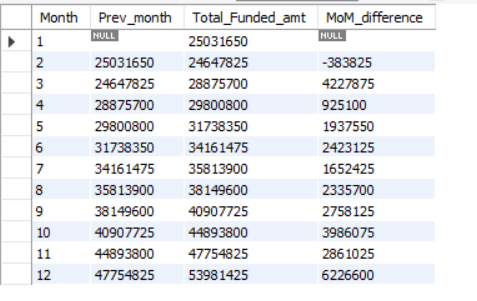 Month Prev_month Total_Funded_amt MoM_difference
1 NULL 25031650 NULL
2 25031650 24647825 -383825
3 24647825 28875700 4227875
4 28875700 29800800 925100
5 29800800 31738350 1937550
6 31738350 34161475 2423125
7 34161475 35813900 1652425
8 35813900 38149600 2335700
9 38149600 40907725 2758125
10 40907725 44893800 3986075
11 44893800 47754825 2861025
12 47754825 53981425 6226600